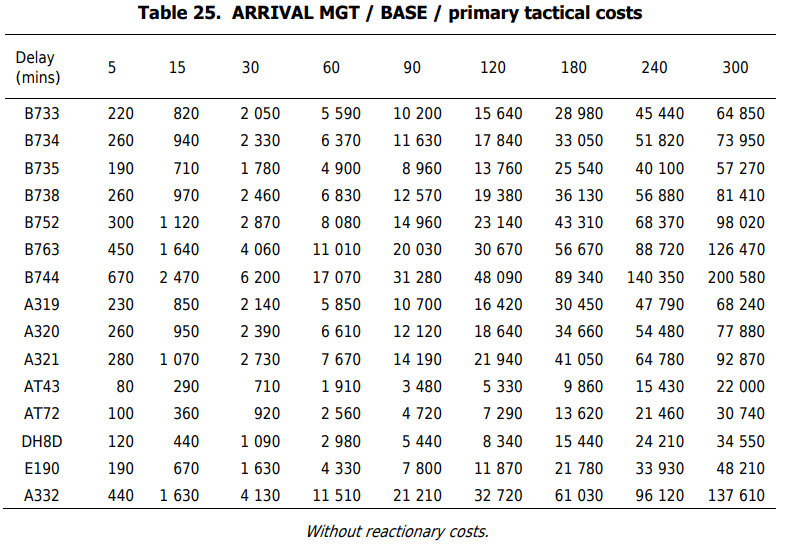 Table 25. ARRIVAL MGT / BASE / primary tactical costs
Delay (mins) 5 15 30 60 90 120 180 240 300
B733 220 820 2 050 5 590 10 200 15 640 28 980 45 440 64 850
B734 260 940 2 330 6 370 11 630 17 840 33 050 51 820 73 950
B735 190 710 1 780 4 900 8 960 13 760 25 540 40 100 57 270
B738 260 970 2 460 6 830 12 570 19 380 36 130 56 880 81 410
B752 300 1 120 2 870 8 080 14 960 23 140 43 310 68 370 98 020
B763 450 1 640 4 060 11 010 20 030 30 670 56 670 88 720 126 470
B744 670 2 470 6 200 17 070 31 280 48 090 89 340 140 350 200 580
A319 230 850 2 140 5 850 10 700 16 420 30 450 47 790 68 240
A320 260 950 2 390 6 610 12 120 18 640 34 660 54 480 77 880
A321 280 1 070 2 730 7 670 14 190 21 940 41 050 64 780 92 870
AT43 80 290 710 1 910 3 480 5 330 9 860 15 430 22 000
AT72 100 360 920 2 560 4 720 7 290 13 620 21 460 30 740
DH8D 120 440 1 090 2 980 5 440 8 340 15 440 24 210 34 550
E190 190 670 1 630 4 330 7 800 11 870 21 780 33 930 48 210
A332 440 1 630 4 130 11 510 21 210 32 720 61 030 96 120 137 610
Without reactionary costs.